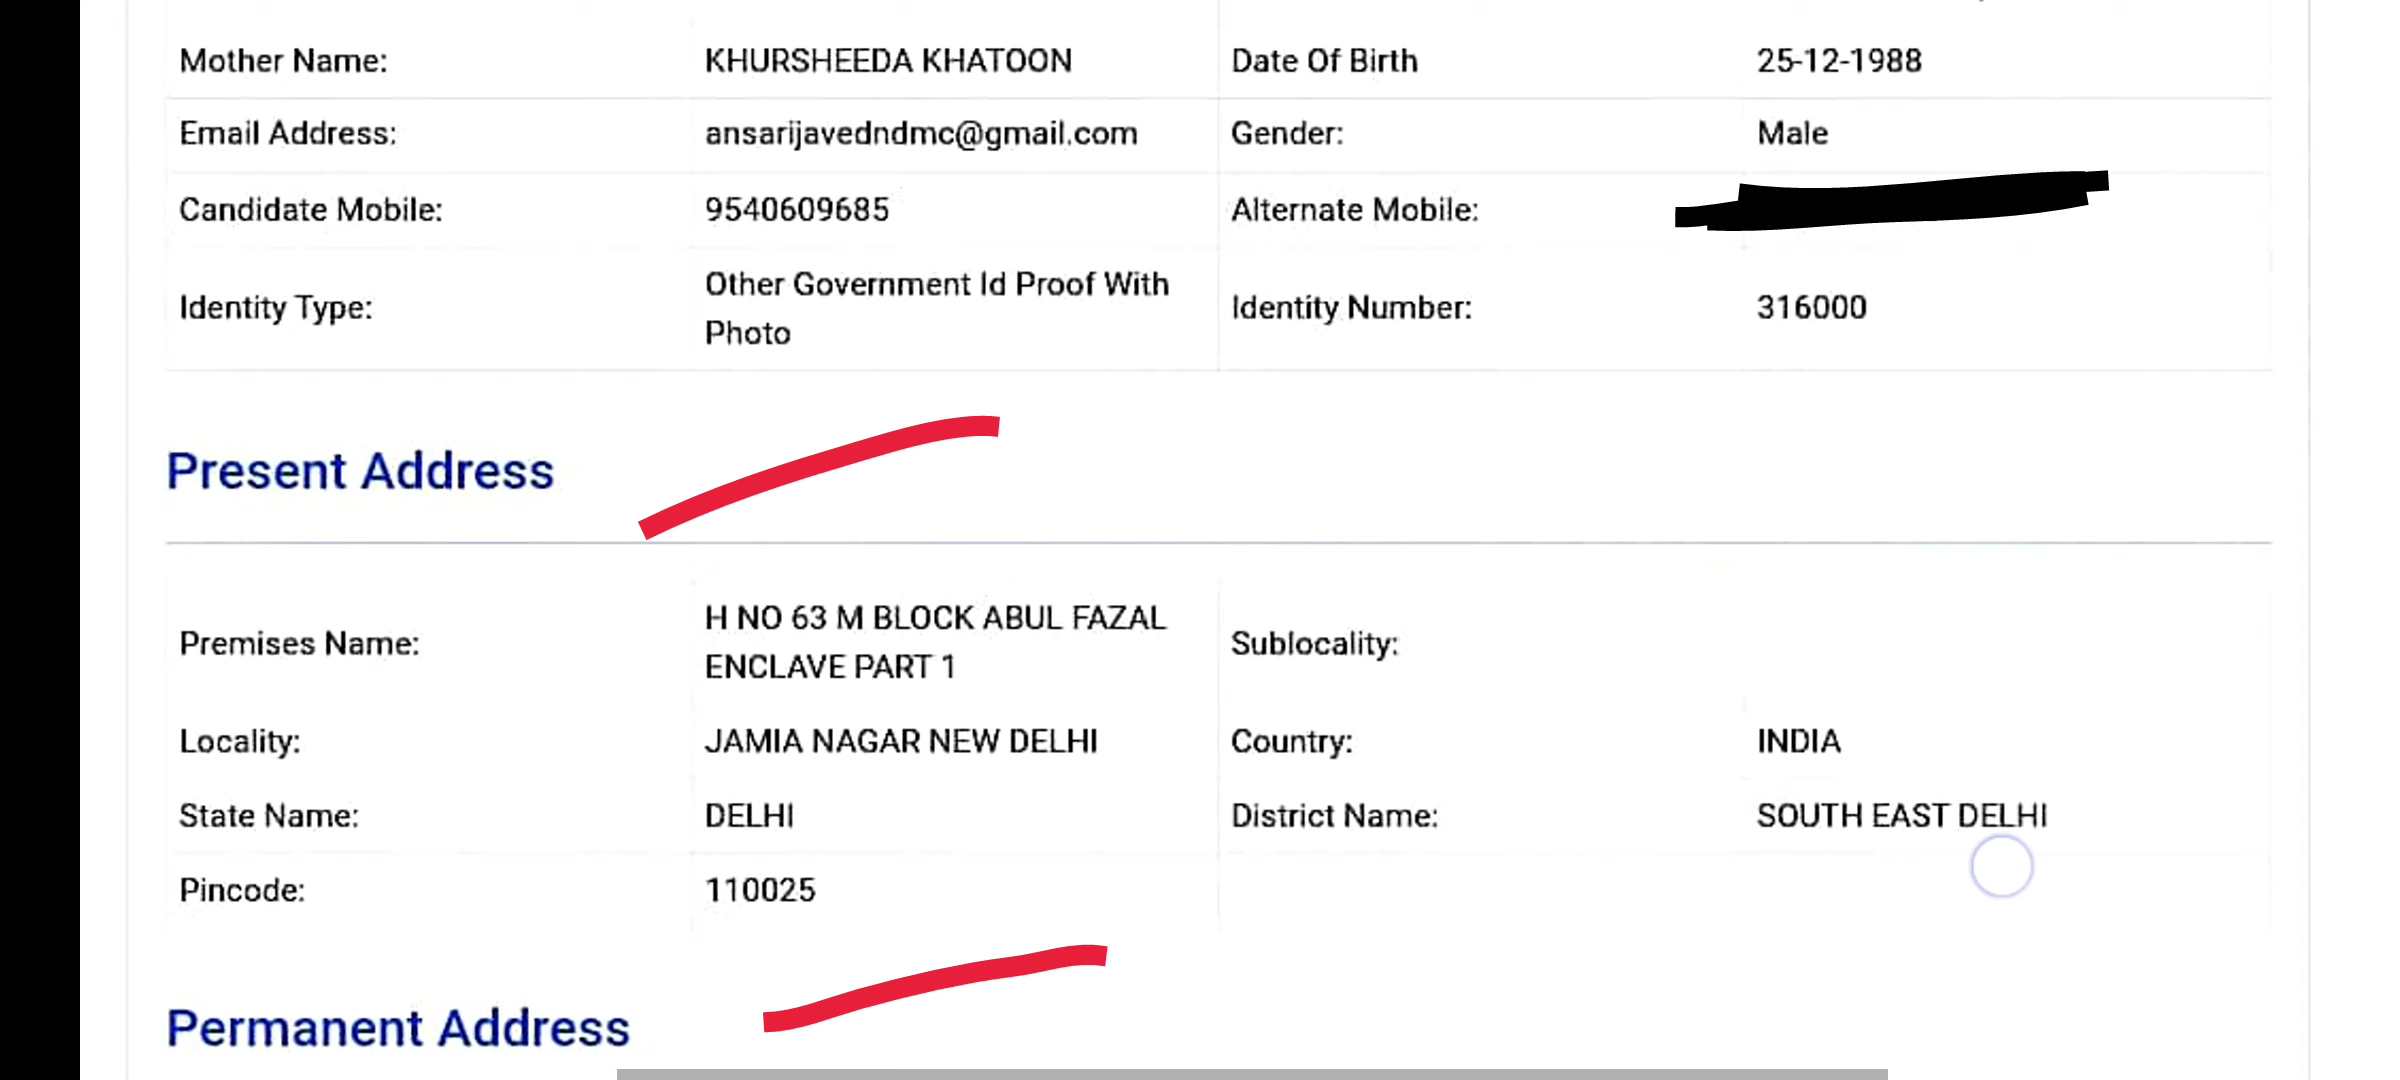 Mother Name: KHURSHEEDA KHATOON Date Of Birth 25-12-1988
Email Address: ansarijavedndmc@gmail.com Gender: Male
Candidate Mobile: 9540609685 Alternate Mobile:
Identity Type: Other Government Id Proof With Photo Identity Number: 316000
Present Address
Premises Name: H NO 63 M BLOCK ABUL FAZAL ENCLAVE PART 1 Sublocality:
Locality: JAMIA NAGAR NEW DELHI Country: INDIA
State Name: DELHI District Name: SOUTH EAST DELHI
Pincode: 110025
Permanent Address